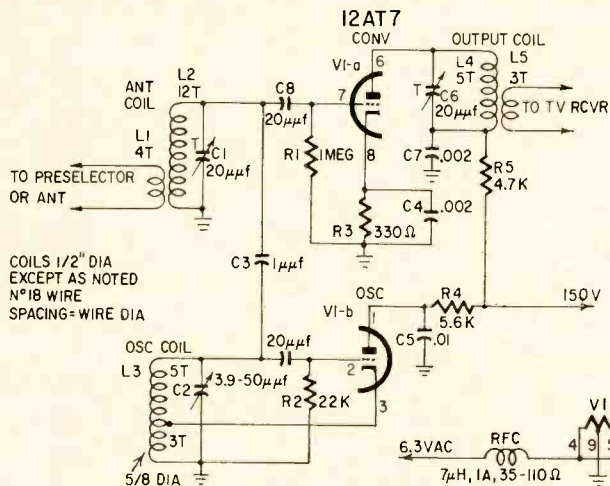 12AT7
CONV
V1-a
6
7
8
OUTPUT COIL
L4
5T
L5
3T
TO TV RCVR
T
C6
20µµf
C7
.002
R5
4.7K
ANT
COIL
L2
12T
L1
4T
T
C1
20µµf
C8
20µµf
R1
1MEG
C4
.002
R3
330Ω
TO PRESELECTOR
OR ANT
C3
1µµf
COILS 1/2" DIA
EXCEPT AS NOTED
Nº18 WIRE
SPACING=WIRE DIA
OSC
V1-b
1
2
3
R4
5.6K
150V
C5
.01
OSC COIL
L3
5T
3T
C2
3.9-50µµf
20µµf
R2
22K
5/8 DIA
6.3VAC
RFC
7µH, 1A, 35-110Ω
V1
4
9
5